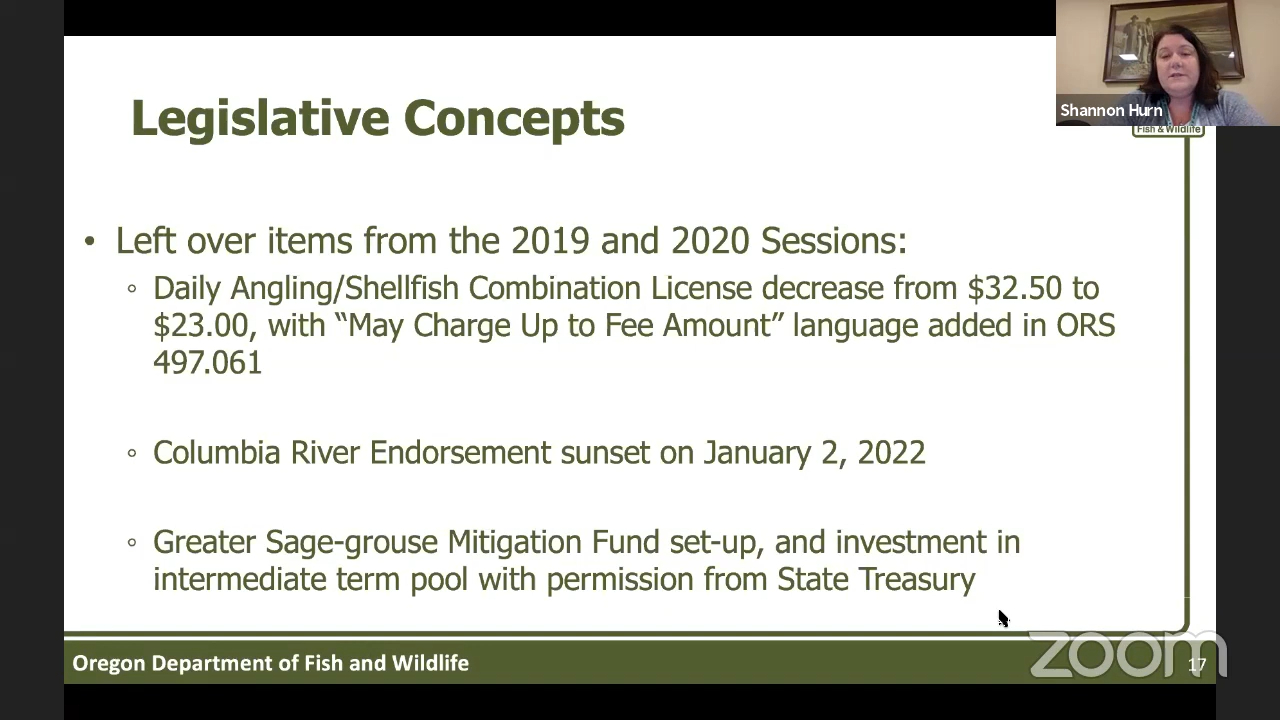 Legislative Concepts
Shannon Hurn
Fish & Wildlife
• Left over items from the 2019 and 2020 Sessions:
◦ Daily Angling/Shellfish Combination License decrease from $32.50 to
$23.00, with “May Charge Up to Fee Amount” language added in ORS
497.061
◦ Columbia River Endorsement sunset on January 2, 2022
◦ Greater Sage-grouse Mitigation Fund set-up, and investment in
intermediate term pool with permission from State Treasury
Oregon Department of Fish and Wildlife
zoom
17